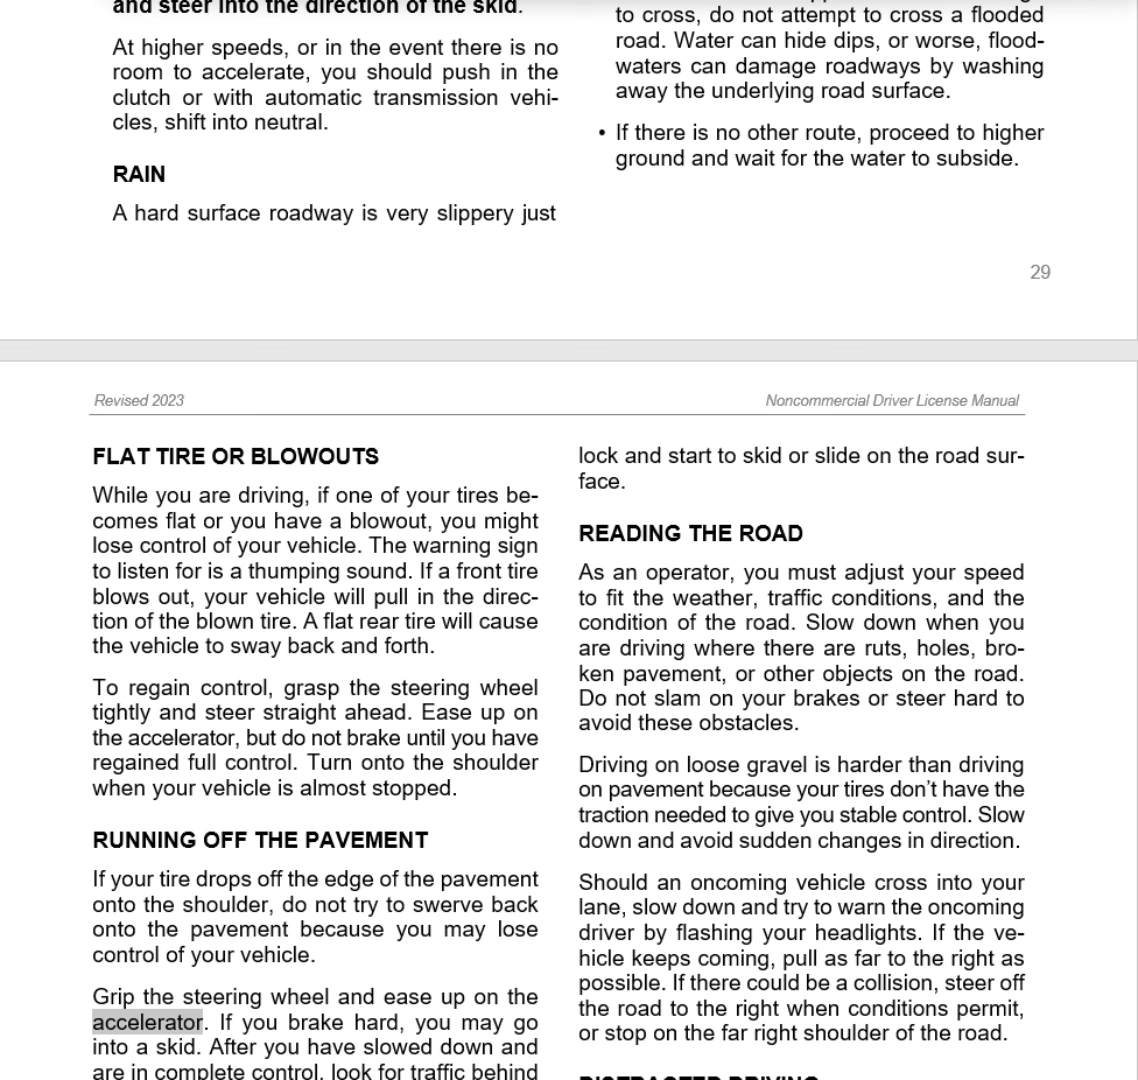 and steer into the direction of the skid.
At higher speeds, or in the event there is no
room to accelerate, you should push in the
clutch or with automatic transmission vehi-
cles, shift into neutral.
RAIN
A hard surface roadway is very slippery just
to cross, do not attempt to cross a flooded
road. Water can hide dips, or worse, flood-
waters can damage roadways by washing
away the underlying road surface.
• If there is no other route, proceed to higher
ground and wait for the water to subside.
29
Revised 2023
Noncommercial Driver License Manual
FLAT TIRE OR BLOWOUTS
While you are driving, if one of your tires be-
comes flat or you have a blowout, you might
lose control of your vehicle. The warning sign
to listen for is a thumping sound. If a front tire
blows out, your vehicle will pull in the direc-
tion of the blown tire. A flat rear tire will cause
the vehicle to sway back and forth.
To regain control, grasp the steering wheel
tightly and steer straight ahead. Ease up on
the accelerator, but do not brake until you have
regained full control. Turn onto the shoulder
when your vehicle is almost stopped.
RUNNING OFF THE PAVEMENT
If your tire drops off the edge of the pavement
onto the shoulder, do not try to swerve back
onto the pavement because you may lose
control of your vehicle.
Grip the steering wheel and ease up on the
accelerator. If you brake hard, you may go
into a skid. After you have slowed down and
are in complete control, look for traffic behind
lock and start to skid or slide on the road sur-
face.
READING THE ROAD
As an operator, you must adjust your speed
to fit the weather, traffic conditions, and the
condition of the road. Slow down when you
are driving where there are ruts, holes, bro-
ken pavement, or other objects on the road.
Do not slam on your brakes or steer hard to
avoid these obstacles.
Driving on loose gravel is harder than driving
on pavement because your tires don’t have the
traction needed to give you stable control. Slow
down and avoid sudden changes in direction.
Should an oncoming vehicle cross into your
lane, slow down and try to warn the oncoming
driver by flashing your headlights. If the ve-
hicle keeps coming, pull as far to the right as
possible. If there could be a collision, steer off
the road to the right when conditions permit,
or stop on the far right shoulder of the road.
DISTRACTED DRIVING